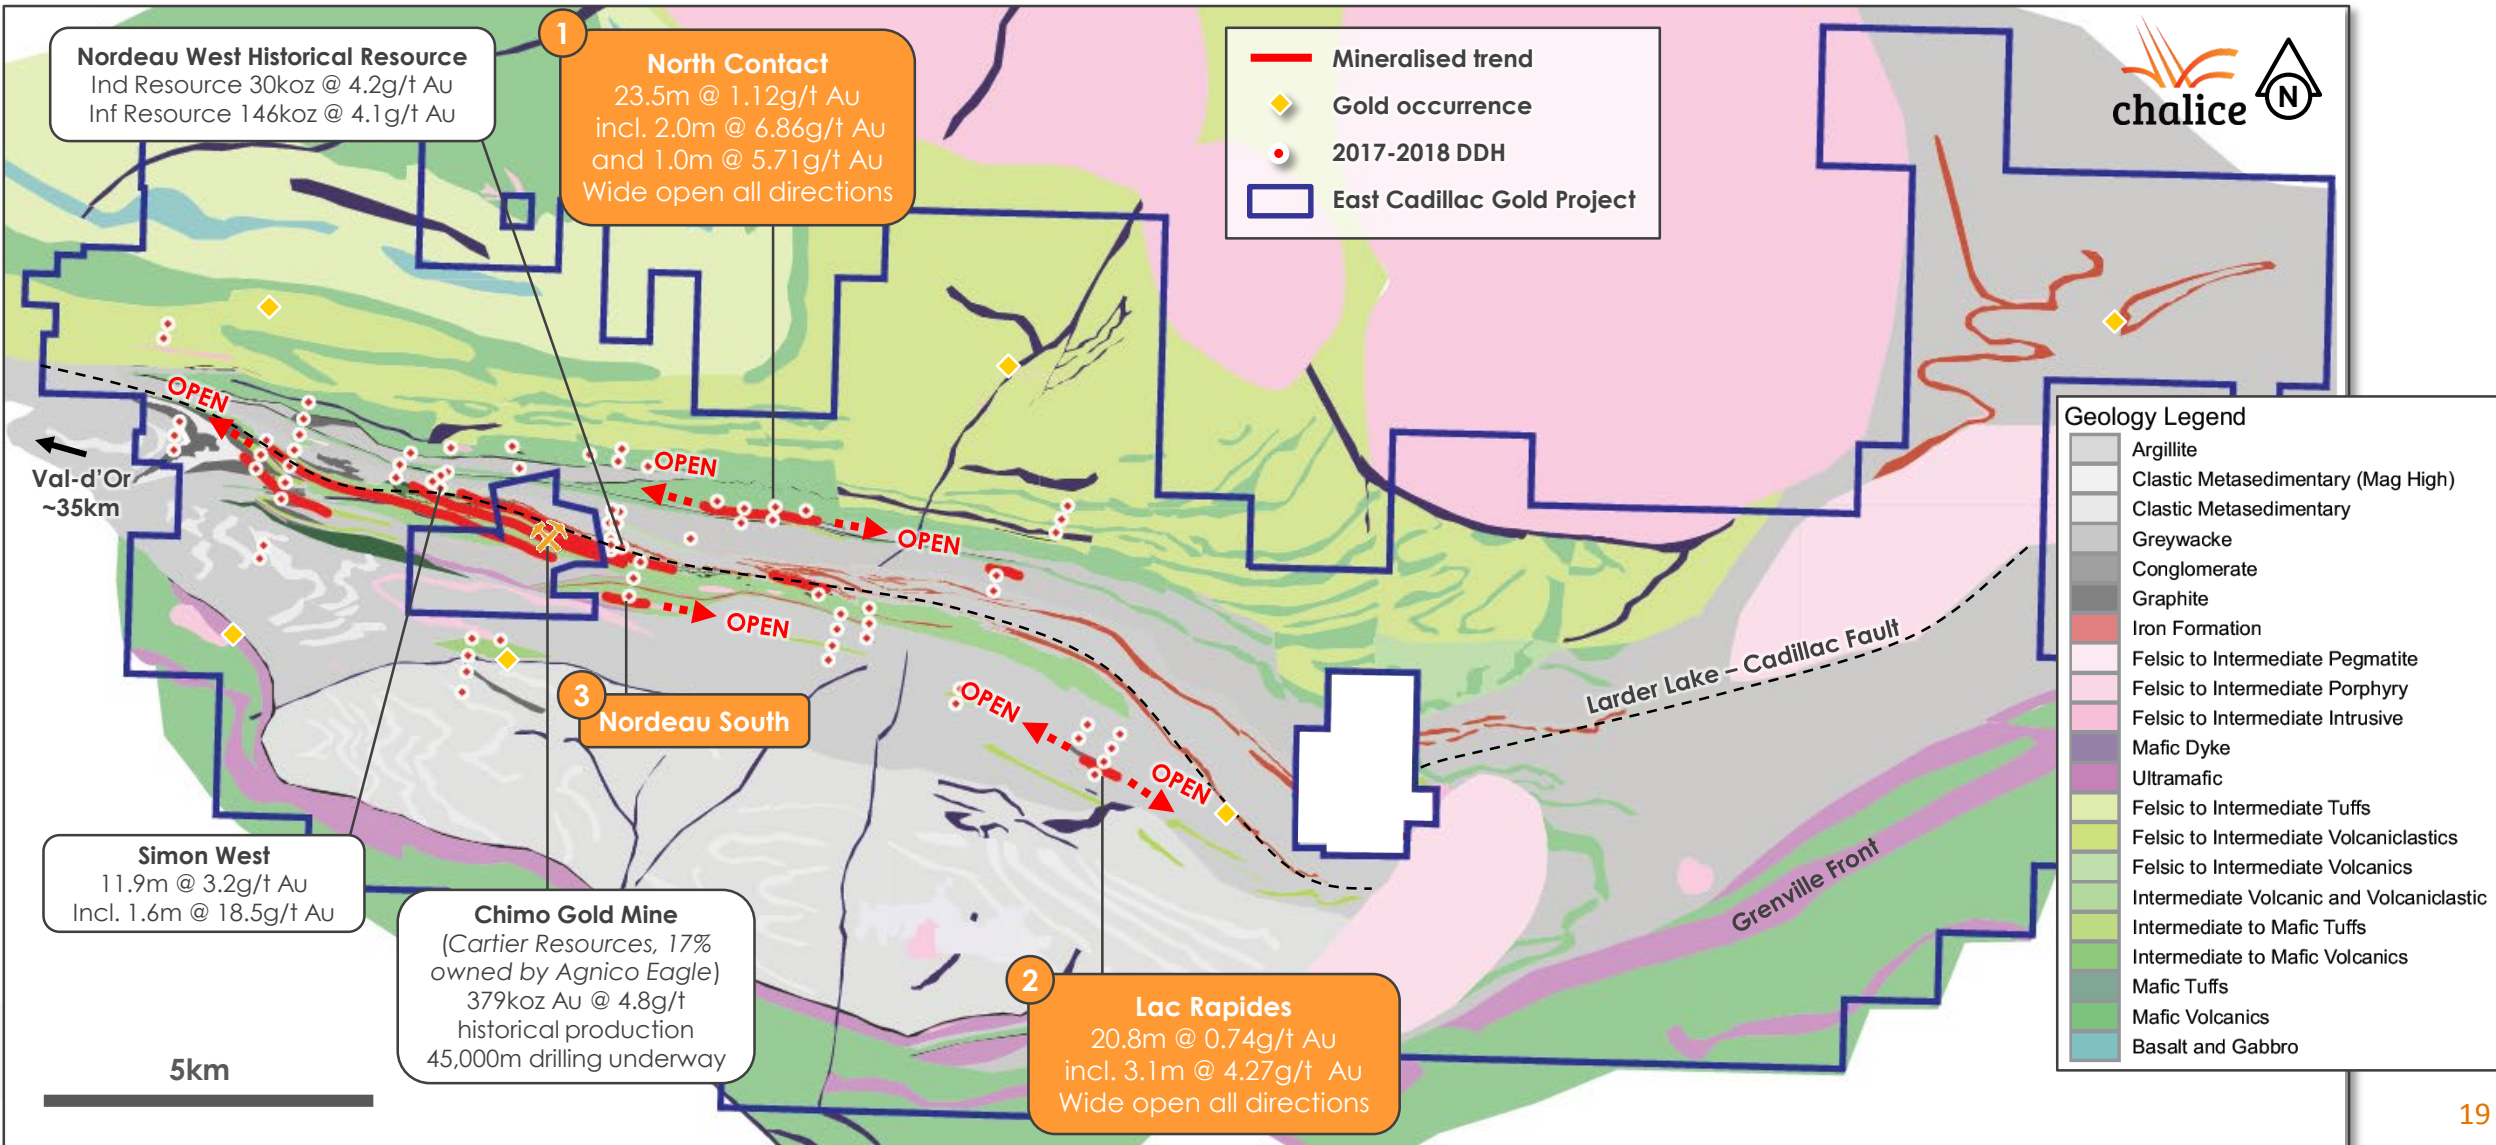 Nordeau West Historical Resource
Ind Resource 30koz @ 4.2g/t Au
Inf Resource 146koz @ 4.1g/t Au
1
North Contact
23.5m @ 1.12g/t Au
incl. 2.0m @ 6.86g/t Au
and 1.0m @ 5.71g/t Au
Wide open all directions
Mineralised trend
Gold occurrence
2017-2018 DDH
East Cadillac Gold Project
chalice
N
OPEN
Val-d'Or
~35km
OPEN
OPEN
OPEN
3
Nordeau South
OPEN
OPEN
Larder Lake – Cadillac Fault
Grenville Front
Simon West
11.9m @ 3.2g/t Au
Incl. 1.6m @ 18.5g/t Au
Chimo Gold Mine
(Cartier Resources, 17%
owned by Agnico Eagle)
379koz Au @ 4.8g/t
historical production
45,000m drilling underway
2
Lac Rapides
20.8m @ 0.74g/t Au
incl. 3.1m @ 4.27g/t Au
Wide open all directions
5km
Geology Legend
Argillite
Clastic Metasedimentary (Mag High)
Clastic Metasedimentary
Greywacke
Conglomerate
Graphite
Iron Formation
Felsic to Intermediate Pegmatite
Felsic to Intermediate Porphyry
Felsic to Intermediate Intrusive
Mafic Dyke
Ultramafic
Felsic to Intermediate Tuffs
Felsic to Intermediate Volcaniclastics
Felsic to Intermediate Volcanics
Intermediate Volcanic and Volcaniclastic
Intermediate to Mafic Tuffs
Intermediate to Mafic Volcanics
Mafic Tuffs
Mafic Volcanics
Basalt and Gabbro
19